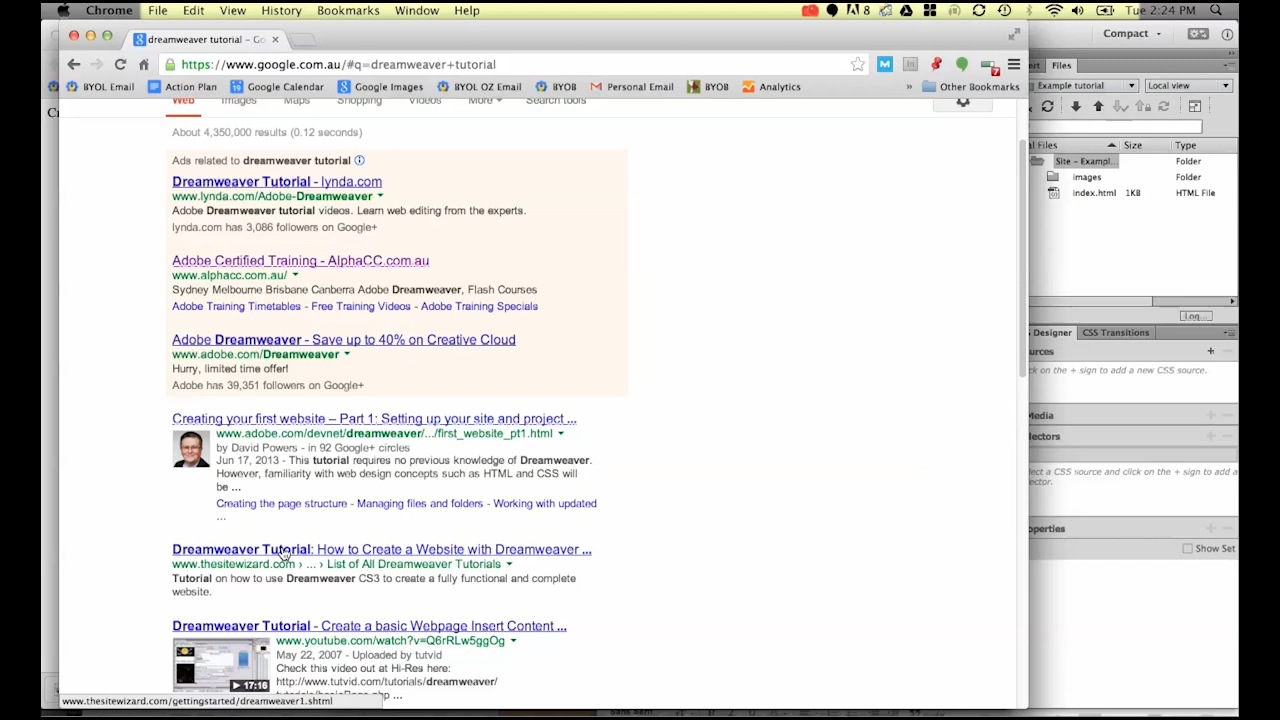 Chrome File Edit View History Bookmarks Window Help 8 Tue 2:24 PM
dreamweaver tutorial - Go
Compact
https://www.google.com.au/#q=dreamweaver+tutorial
Files
BYOL Email Action Plan Google Calendar Google Images BYOL OZ Email BYOB Personal Email BYOB Analytics » Other Bookmarks
Example tutorial Local view
Web Images Maps Shopping Videos More Search tools
About 4,350,000 results (0.12 seconds)
Ads related to dreamweaver tutorial
Dreamweaver Tutorial - lynda.com
www.lynda.com/Adobe-Dreamweaver
Adobe Dreamweaver tutorial videos. Learn web editing from the experts.
lynda.com has 3,086 followers on Google+
Adobe Certified Training - AlphaCC.com.au
www.alphacc.com.au/
Sydney Melbourne Brisbane Canberra Adobe Dreamweaver, Flash Courses
Adobe Training Timetables - Free Training Videos - Adobe Training Specials
Adobe Dreamweaver - Save up to 40% on Creative Cloud
www.adobe.com/Dreamweaver
Hurry, limited time offer!
Adobe has 39,351 followers on Google+
Creating your first website – Part 1: Setting up your site and project ...
www.adobe.com/devnet/dreamweaver/.../first_website_pt1.html
by David Powers - in 92 Google+ circles
Jun 17, 2013 - This tutorial requires no previous knowledge of Dreamweaver.
However, familiarity with web design concepts such as HTML and CSS will
be ...
Creating the page structure - Managing files and folders - Working with updated
...
Dreamweaver Tutorial: How to Create a Website with Dreamweaver ...
www.thesitewizard.com › ... › List of All Dreamweaver Tutorials
Tutorial on how to use Dreamweaver CS3 to create a fully functional and complete
website.
Dreamweaver Tutorial - Create a basic Webpage Insert Content ...
www.youtube.com/watch?v=Q6rRLw5ggOg
May 22, 2007 - Uploaded by tutvid
Check this video out at Hi-Res here:
http://www.tutvid.com/tutorials/dreamweaver/
17:16
www.thesitewizard.com/gettingstarted/dreamweaver1.shtml
Files Size Type
Site - Exampl... Folder
images Folder
index.html 1KB HTML File
Log...
Designer CSS Transitions
ck on the + sign to add a new CSS source.
Media
ect a CSS source and click on the + sign to add a
Show Set